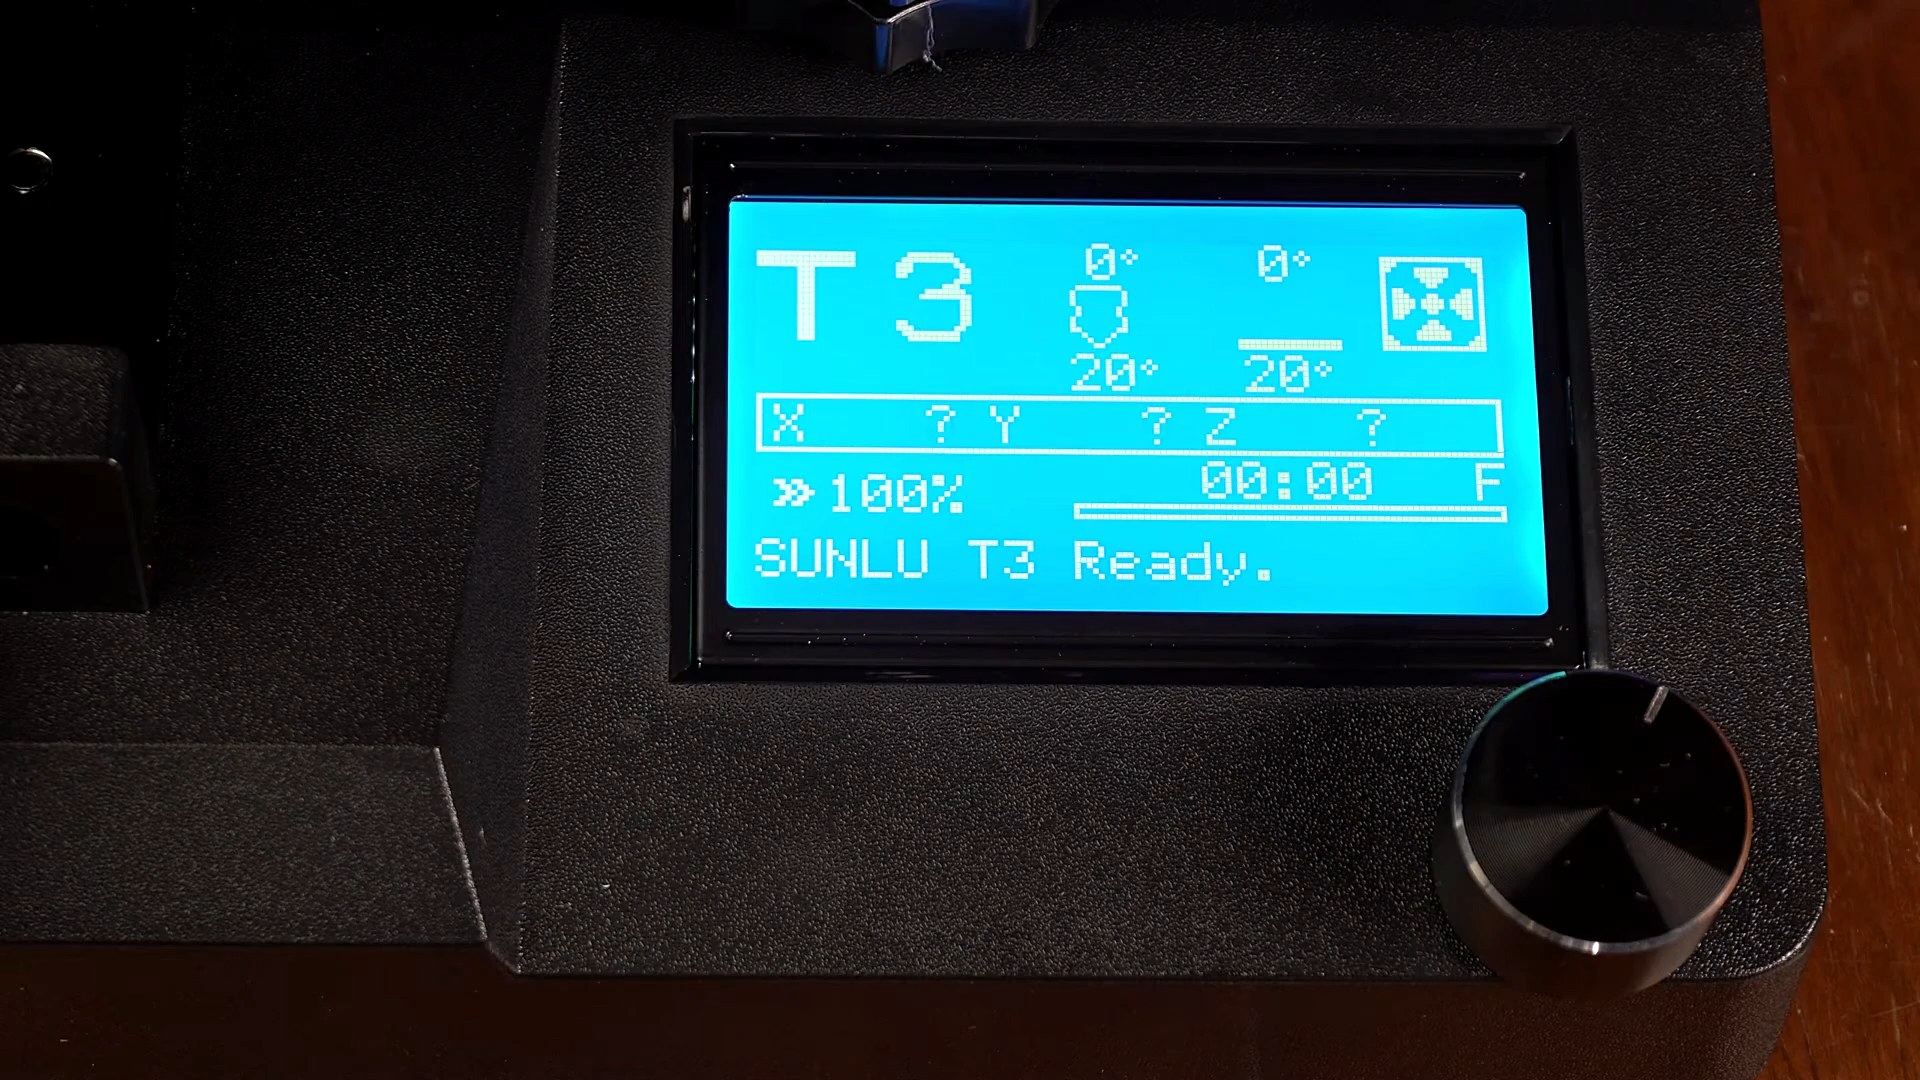 T3 0° 0°
20° 20°
X ? Y ? Z ?
»100% 00:00 F
SUNLU T3 Ready.